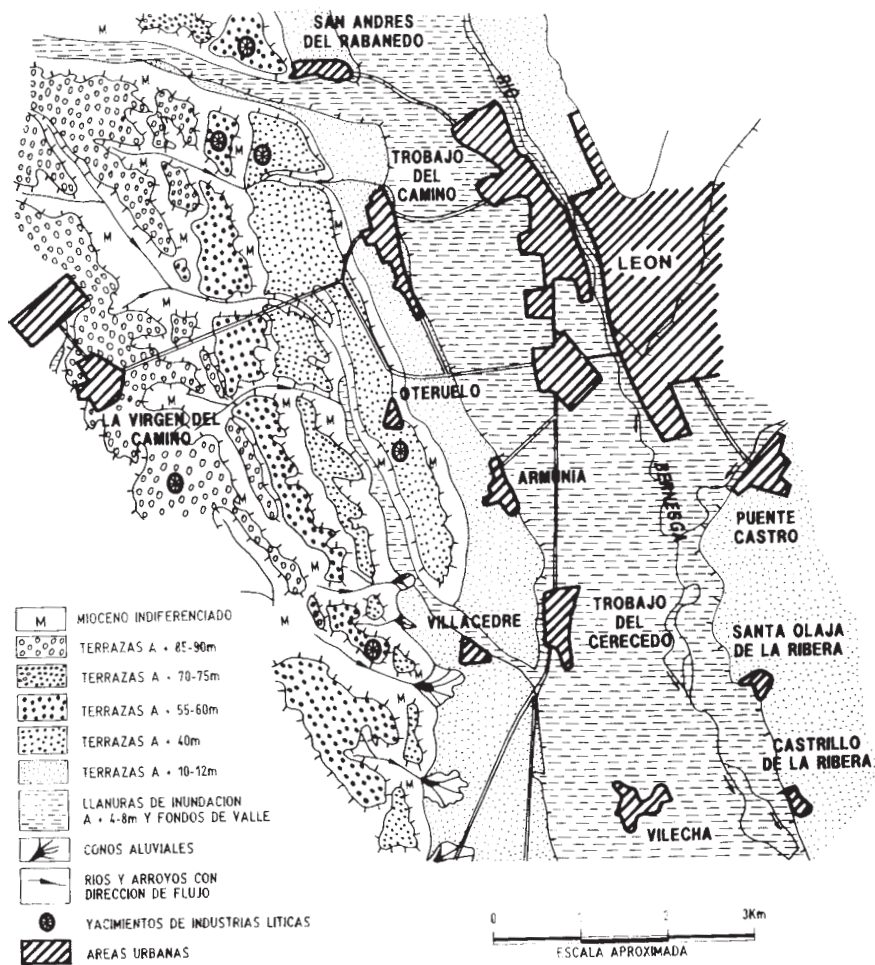 M
SAN ANDRES
DEL RABANEDO
RIO
M
M
TROBAJO
DEL
CAMINO
M
M
M
LEON
M
M
OTERUELO
M
LA VIRGEN DEL
CAMINO
M
M
ARMUNIA
BERNESGA
PUENTE
CASTRO
M
M
VILLACEDRE
TROBAJO
DEL
CERECEDO
SANTA OLAJA
DE LA RIBERA
M
M
CASTRILLO
DE LA RIBERA
VILECHA
M MIOCENO INDIFERENCIADO
TERRAZAS A + 85-90m
TERRAZAS A + 70-75m
TERRAZAS A + 55-60m
TERRAZAS A + 40m
TERRAZAS A + 10-12m
LLANURAS DE INUNDACION
A + 4-8m Y FONDOS DE VALLE
CONOS ALUVIALES
RIOS Y ARROYOS CON
DIRECCION DE FLUJO
YACIMIENTOS DE INDUSTRIAS LITICAS
AREAS URBANAS
0 1 2 3Km
ESCALA APROXIMADA